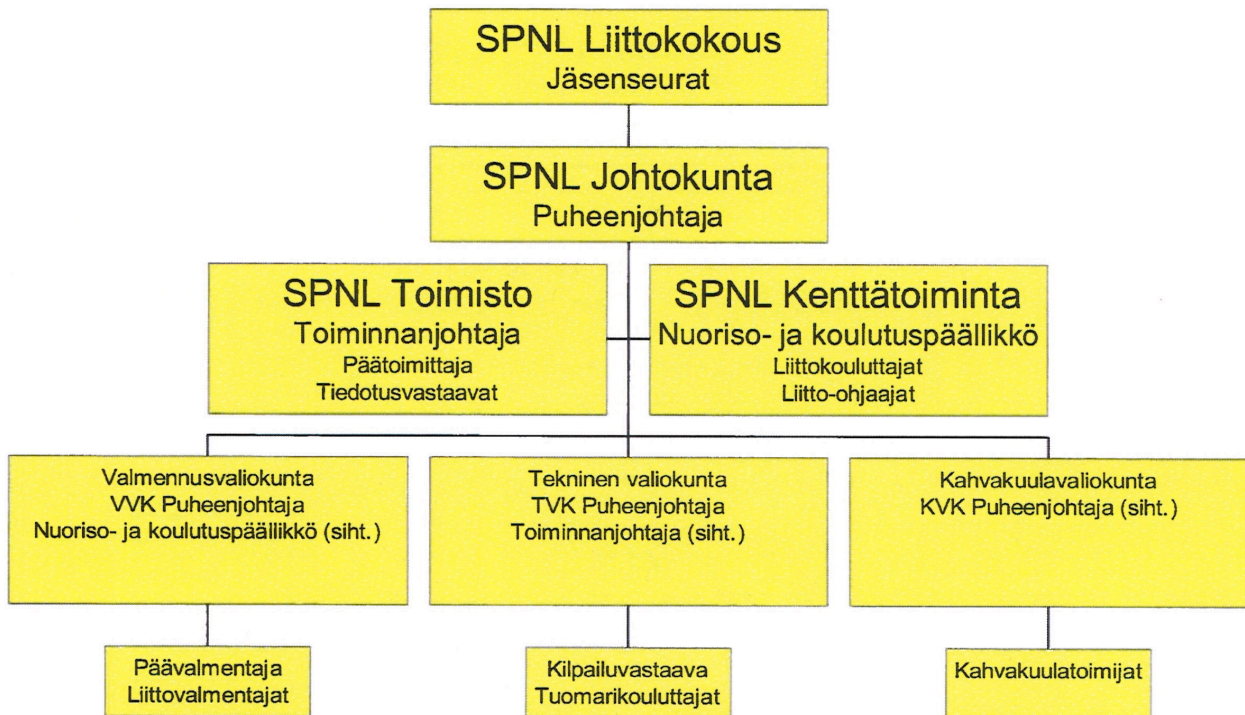 SPNL Liittokokous
Jäsenseurat
SPNL Johtokunta
Puheenjohtaja
SPNL Toimisto
Toiminnanjohtaja
Päätoimittaja
Tiedotusvastaavat
SPNL Kenttätoiminta
Nuoriso- ja koulutuspäällikkö
Liittokouluttajat
Liitto-ohjaajat
Valmennusvaliokunta
VVK Puheenjohtaja
Nuoriso- ja koulutuspäällikkö (siht.)
Tekninen valiokunta
TVK Puheenjohtaja
Toiminnanjohtaja (siht.)
Kahvakuulavaliokunta
KVK Puheenjohtaja (siht.)
Päävalmentaja
Liittovalmentajat
Kilpailuvastaava
Tuomarikouluttajat
Kahvakuulatoimijat